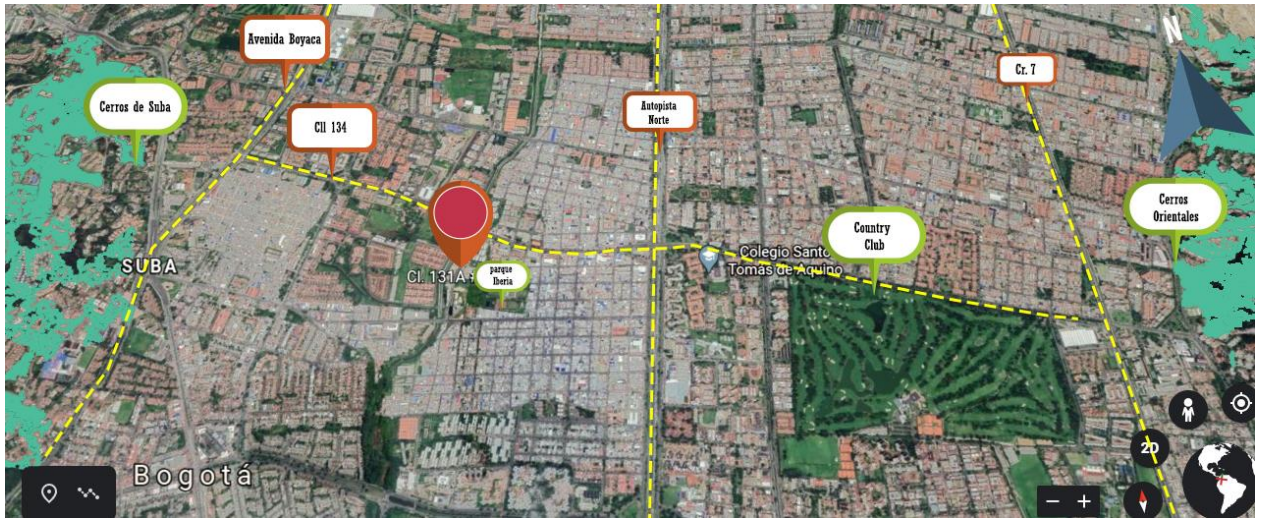 N
Avenida Boyaca
Cr. 7
Cerros de Suba
Autopista
Norte
Cll 134
Cerros
Orientales
Country
Club
Colegio Santo
Tomás de Aquino
SUBA
Cl. 131A
parque
Iberia
2D
Bogotá